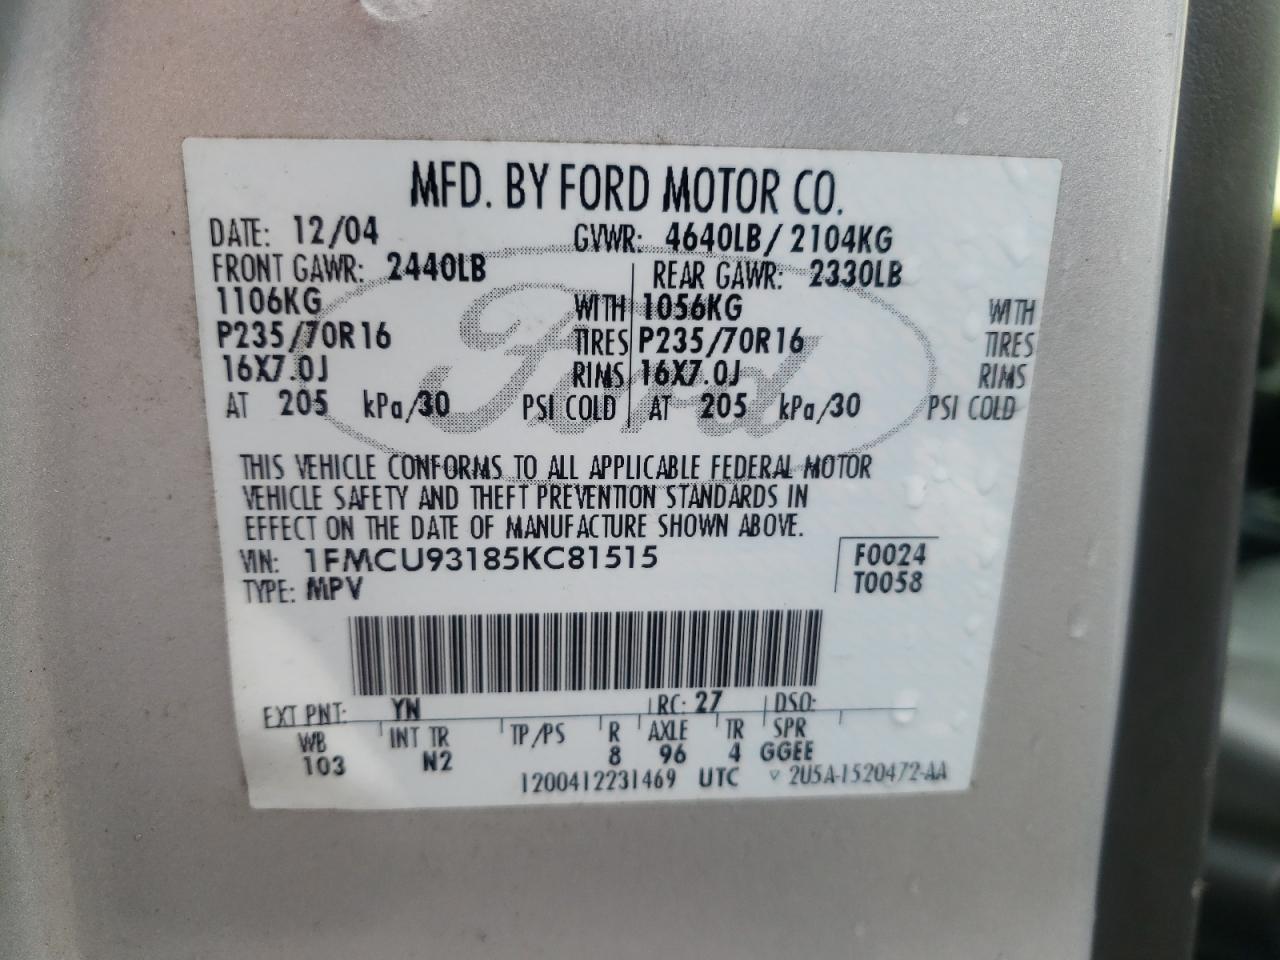 MFD. BY FORD MOTOR CO.
DATE: 12/04 GVWR: 4640LB/2104KG
FRONT GAWR: 2440LB REAR GAWR: 2330LB
1106KG WITH 1056KG WITH
P235/70R16 TIRES P235/70R16 TIRES
16X7.0J RIMS 16X7.0J RIMS
AT 205 kPa/30 PSI COLD AT 205 kPa/30 PSI COLD
Ford
THIS VEHICLE CONFORMS TO ALL APPLICABLE FEDERAL MOTOR
VEHICLE SAFETY AND THEFT PREVENTION STANDARDS IN
EFFECT ON THE DATE OF MANUFACTURE SHOWN ABOVE.
VIN: 1FMCU93185KC81515 F0024
TYPE: MPV T0058
EXT PNT: YN RC: 27 DSO:
WB INT TR TP/PS R AXLE TR SPR
103 N2 8 96 4 GGEE
1200412231469 UTC ▽ 2U5A-1520472-AA